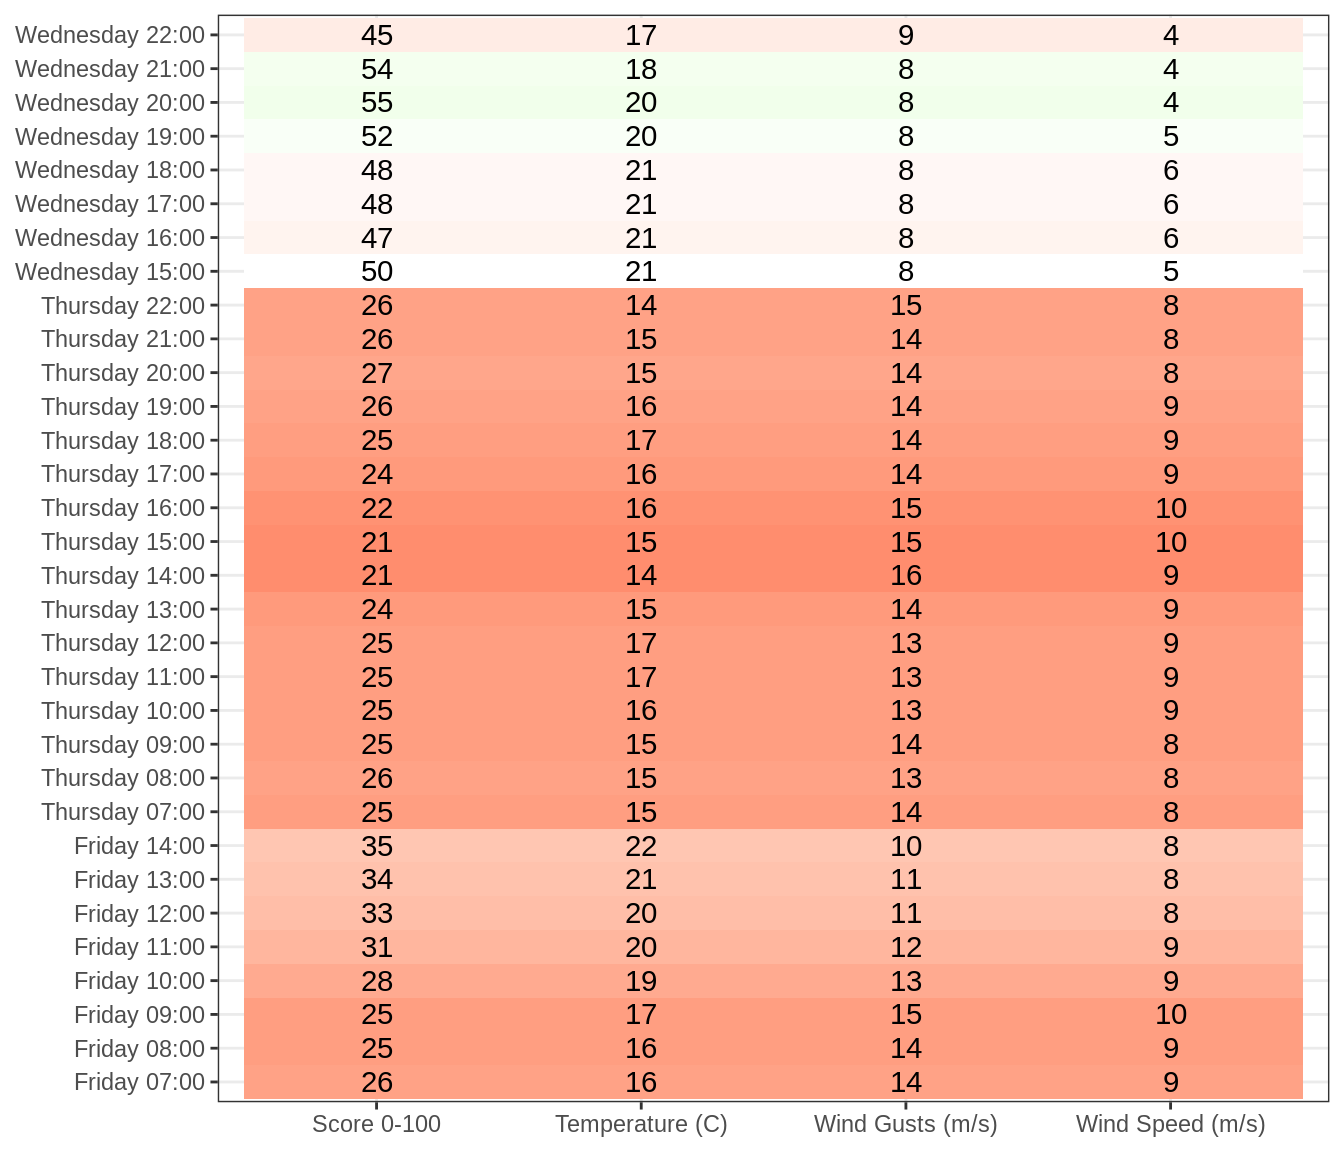 Wednesday 22:00 45 17 9 4
Wednesday 21:00 54 18 8 4
Wednesday 20:00 55 20 8 4
Wednesday 19:00 52 20 8 5
Wednesday 18:00 48 21 8 6
Wednesday 17:00 48 21 8 6
Wednesday 16:00 47 21 8 6
Wednesday 15:00 50 21 8 5
Thursday 22:00 26 14 15 8
Thursday 21:00 26 15 14 8
Thursday 20:00 27 15 14 8
Thursday 19:00 26 16 14 9
Thursday 18:00 25 17 14 9
Thursday 17:00 24 16 14 9
Thursday 16:00 22 16 15 10
Thursday 15:00 21 15 15 10
Thursday 14:00 21 14 16 9
Thursday 13:00 24 15 14 9
Thursday 12:00 25 17 13 9
Thursday 11:00 25 17 13 9
Thursday 10:00 25 16 13 9
Thursday 09:00 25 15 14 8
Thursday 08:00 26 15 13 8
Thursday 07:00 25 15 14 8
Friday 14:00 35 22 10 8
Friday 13:00 34 21 11 8
Friday 12:00 33 20 11 8
Friday 11:00 31 20 12 9
Friday 10:00 28 19 13 9
Friday 09:00 25 17 15 10
Friday 08:00 25 16 14 9
Friday 07:00 26 16 14 9
Score 0-100 Temperature (C) Wind Gusts (m/s) Wind Speed (m/s)